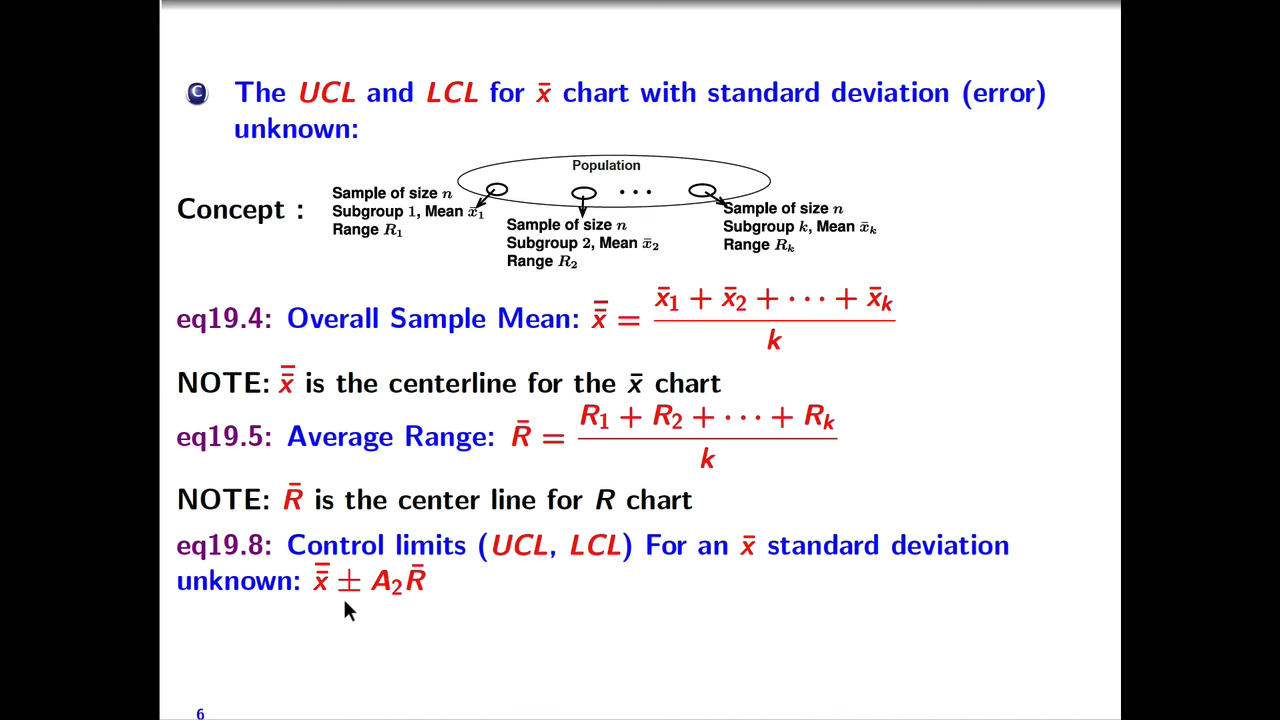 C The UCL and LCL for x̄ chart with standard deviation (error)
unknown:
Concept :
Population
Sample of size n
Subgroup 1, Mean x̄₁
Range R₁
Sample of size n
Subgroup 2, Mean x̄₂
Range R₂
Sample of size n
Subgroup k, Mean x̄ₖ
Range Rₖ
eq19.4: Overall Sample Mean: x̿ = (x̄₁ + x̄₂ + · · · + x̄ₖ) / k
NOTE: x̿ is the centerline for the x̄ chart
eq19.5: Average Range: R̄ = (R₁ + R₂ + · · · + Rₖ) / k
NOTE: R̄ is the center line for R chart
eq19.8: Control limits (UCL, LCL) For an x̄ standard deviation
unknown: x̿ ± A₂R̄
6